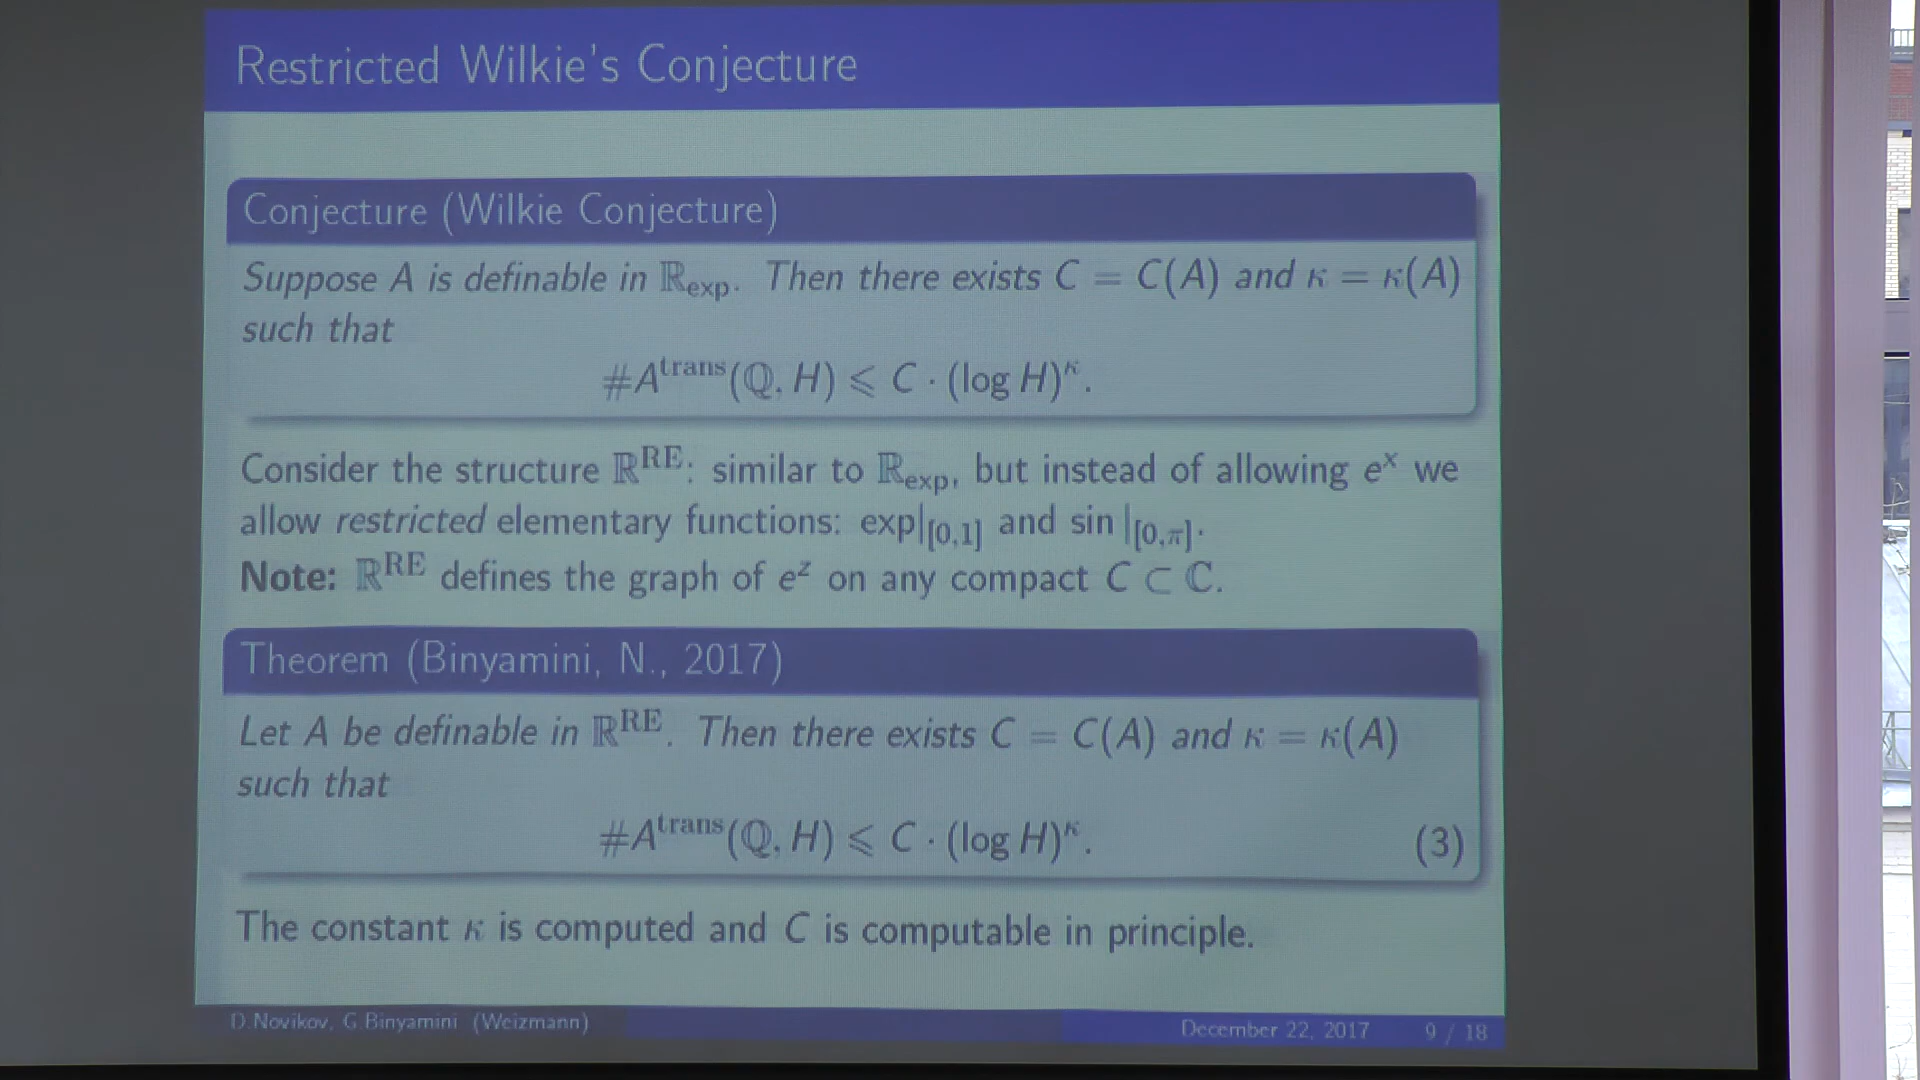 Restricted Wilkie's Conjecture
Conjecture (Wilkie Conjecture)
Suppose A is definable in ℝ_exp. Then there exists C = C(A) and κ = κ(A)
such that
#A^trans(ℚ, H) ⩽ C · (log H)^κ.
Consider the structure ℝ^RE: similar to ℝ_exp, but instead of allowing e^x we
allow restricted elementary functions: exp|_[0,1] and sin |_[0,π].
Note: ℝ^RE defines the graph of e^z on any compact C ⊂ ℂ.
Theorem (Binyamini, N., 2017)
Let A be definable in ℝ^RE. Then there exists C = C(A) and κ = κ(A)
such that
#A^trans(ℚ, H) ⩽ C · (log H)^κ. (3)
The constant κ is computed and C is computable in principle.
D.Novikov, G.Binyamini (Weizmann) December 22, 2017 9 / 18